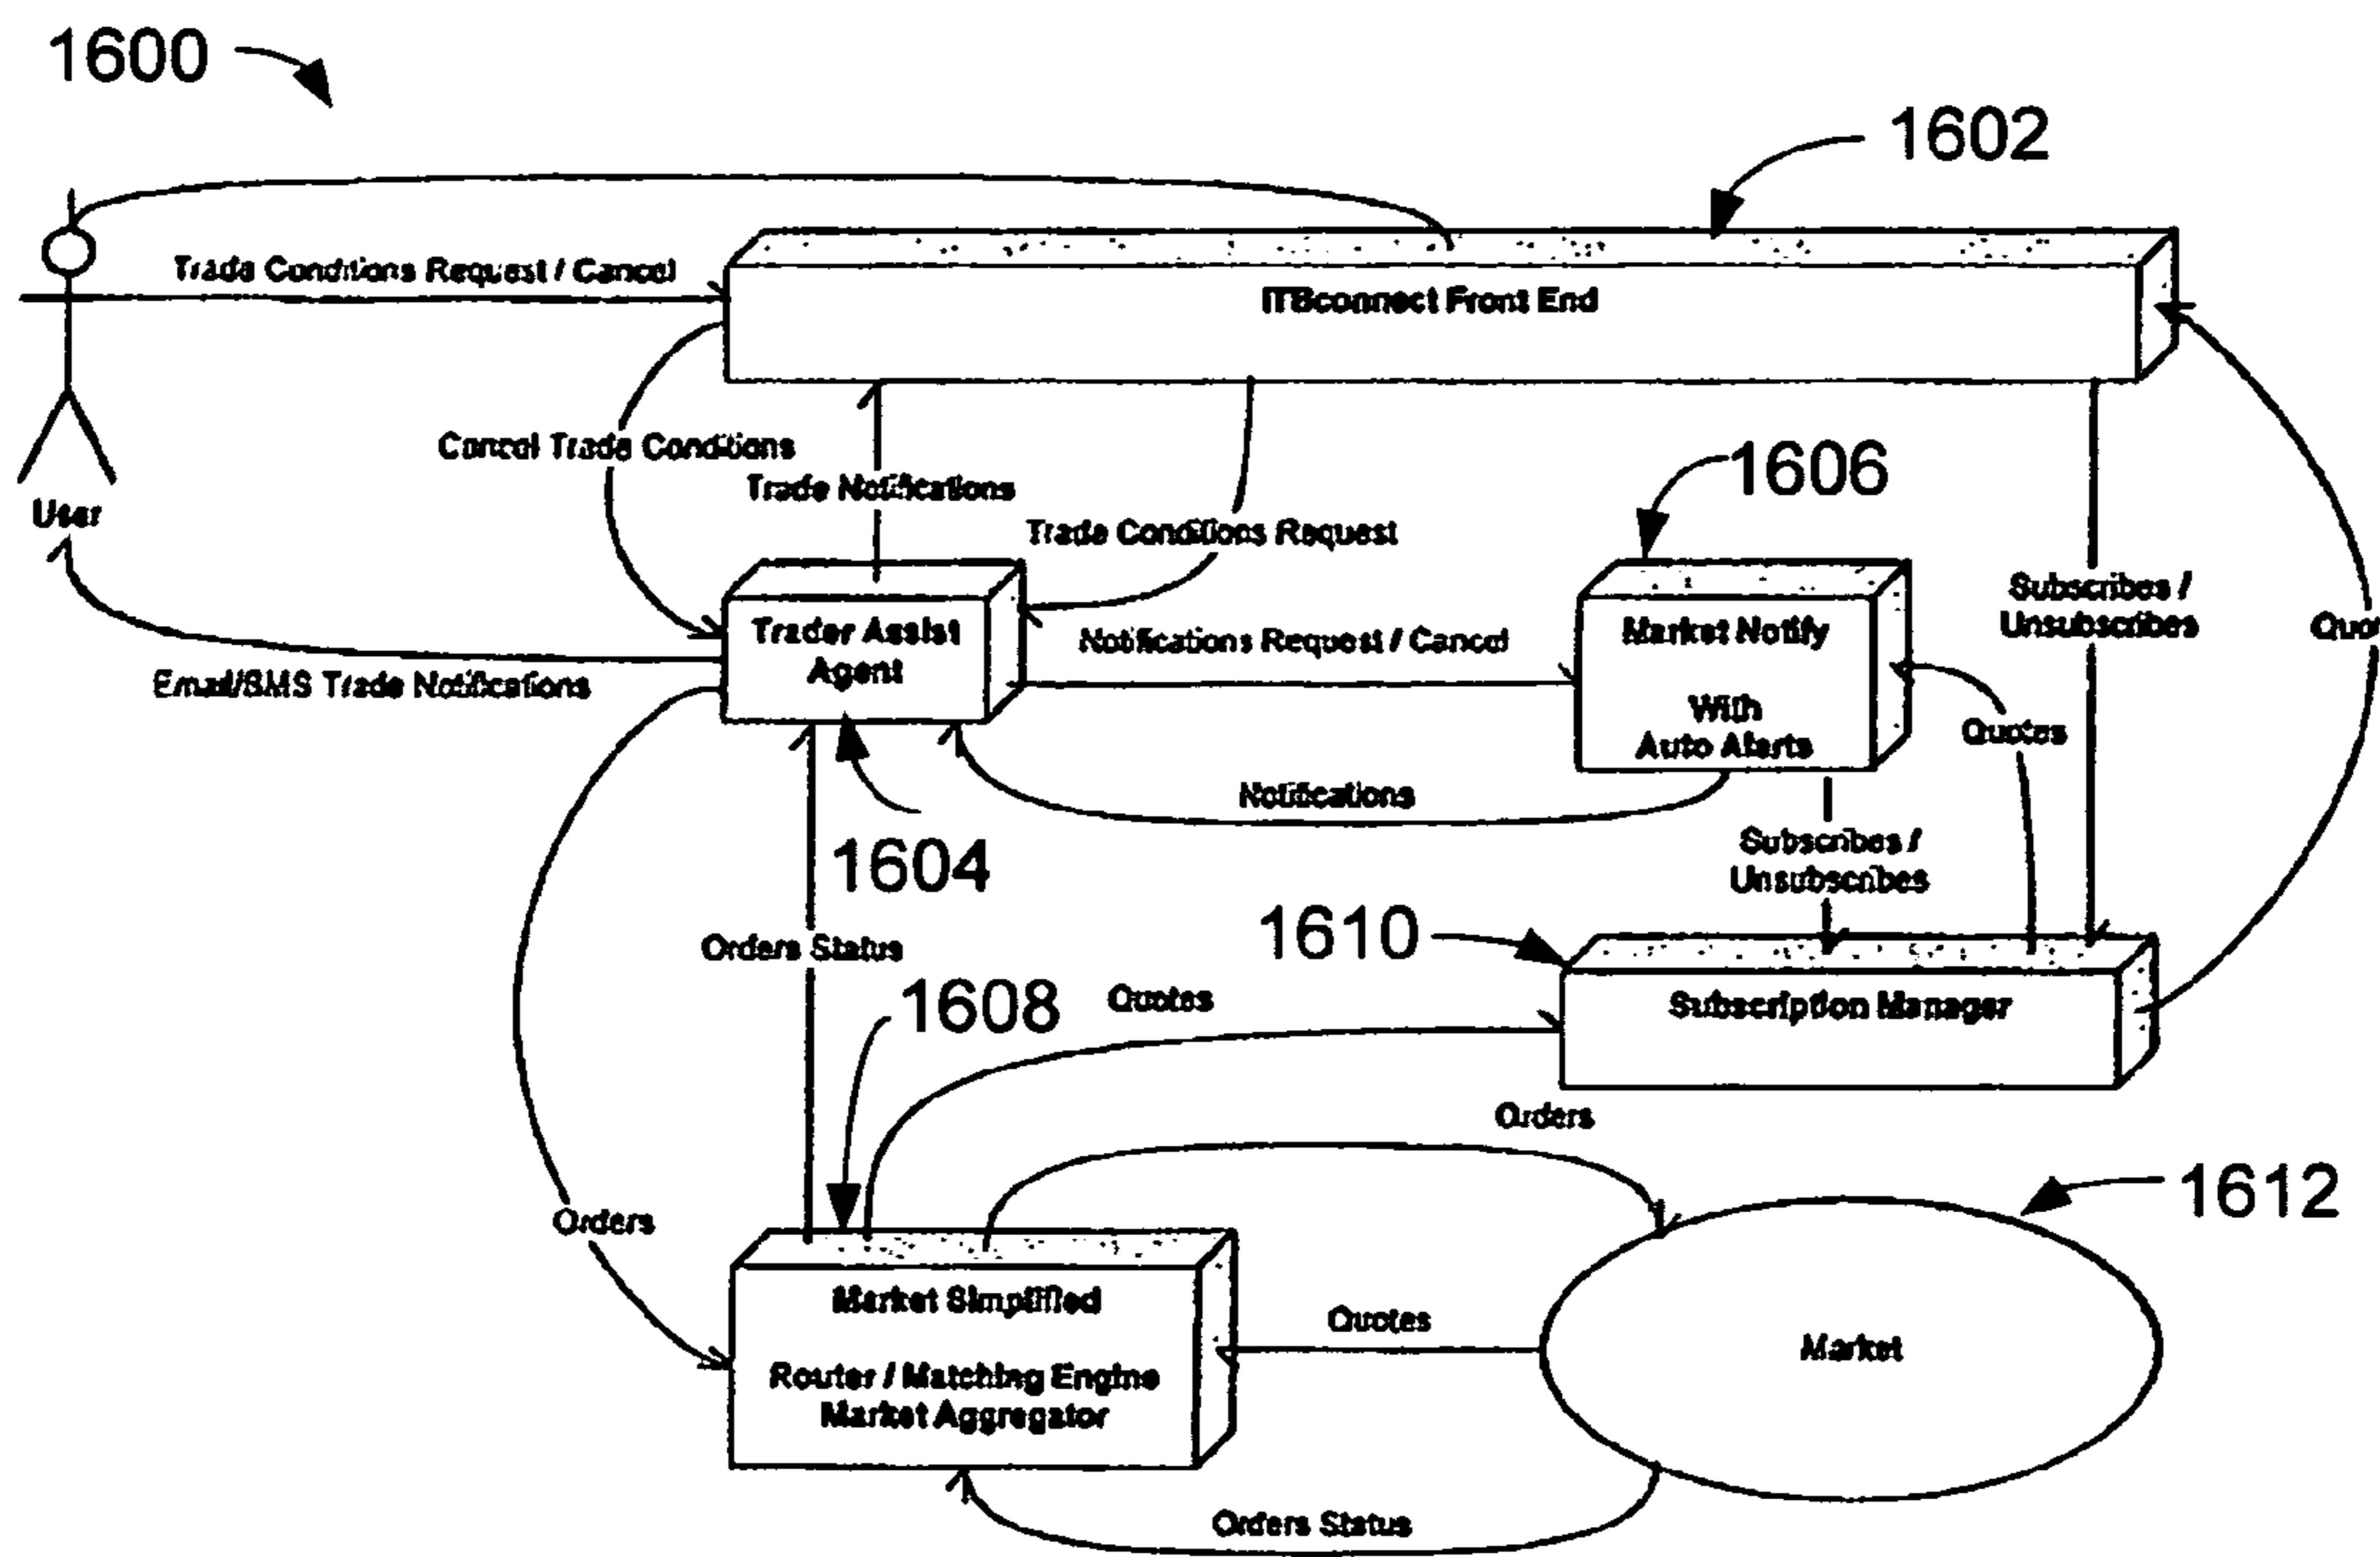 1600
1602
Trade Conditions Request / Cancel
ITBconnect Front End
Cancel Trade Conditions
1606
Trade Notifications
User
Trade Conditions Request
Subscribes /
Unsubscribes
Quot
Trader Assist
Agent
Notifications Request / Cancel
Market Notify
With
Auto Alerts
Email/SMS Trade Notifications
Quotes
Notifications
1604
Subscribes /
Unsubscribes
1610
Orders Status
1608
Quotes
Subscription Manager
Orders
1612
Orders
Market Simplified
Router / Matching Engine
Market Aggregator
Quotes
Market
Orders Status